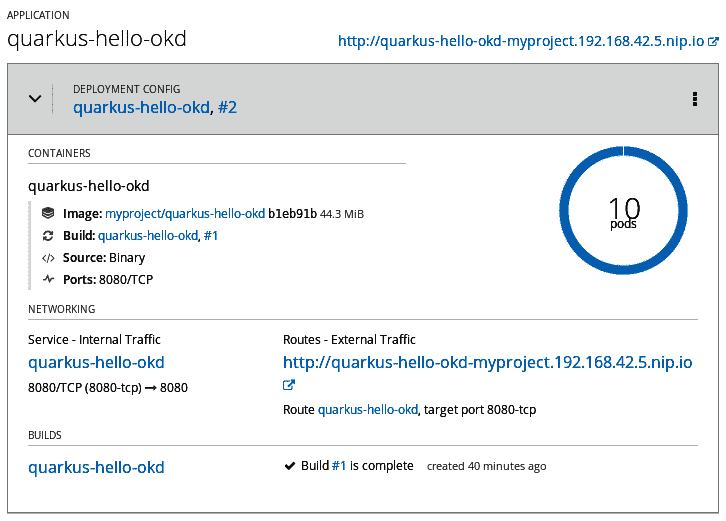 APPLICATION
quarkus-hello-okd
http://quarkus-hello-okd-myproject.192.168.42.5.nip.io
DEPLOYMENT CONFIG
quarkus-hello-okd, #2
CONTAINERS
quarkus-hello-okd
Image: myproject/quarkus-hello-okd b1eb91b 44.3 MiB
Build: quarkus-hello-okd, #1
Source: Binary
Ports: 8080/TCP
10
pods
NETWORKING
Service - Internal Traffic
quarkus-hello-okd
8080/TCP (8080-tcp) → 8080
Routes - External Traffic
http://quarkus-hello-okd-myproject.192.168.42.5.nip.io
Route quarkus-hello-okd, target port 8080-tcp
BUILDS
quarkus-hello-okd
Build #1 is complete created 40 minutes ago